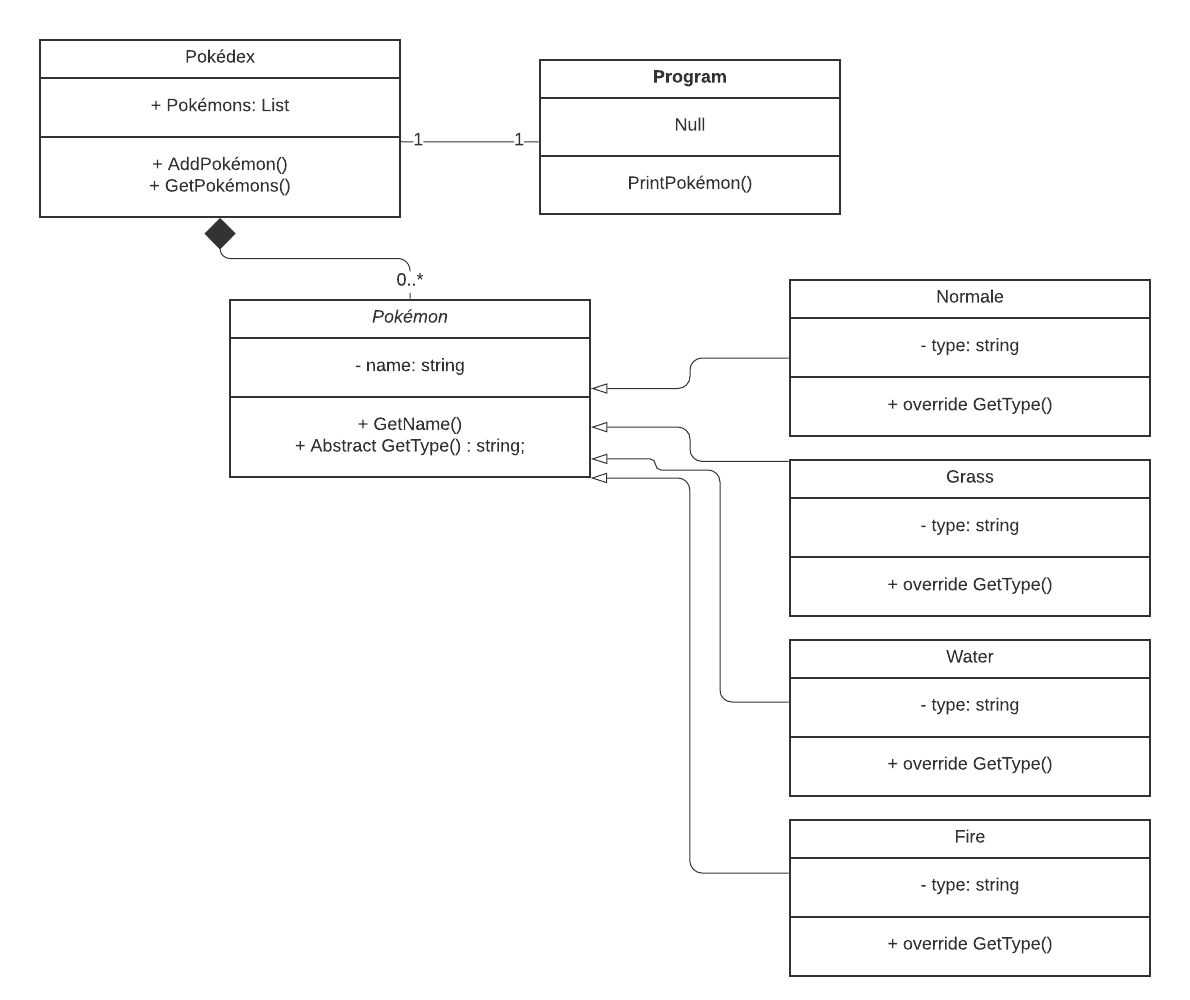 Pokédex
+ Pokémons: List
+ AddPokémon()
+ GetPokémons()
1
1
Program
Null
PrintPokémon()
0..*
Pokémon
- name: string
+ GetName()
+ Abstract GetType() : string;
Normale
- type: string
+ override GetType()
Grass
- type: string
+ override GetType()
Water
- type: string
+ override GetType()
Fire
- type: string
+ override GetType()